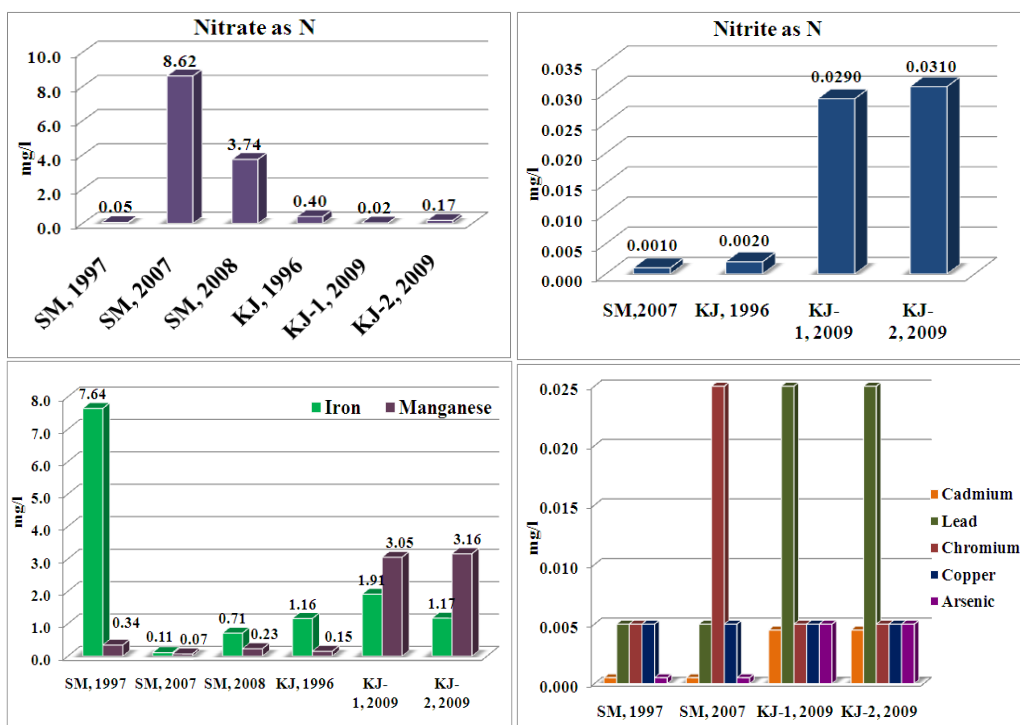 Nitrate as N
mg/l
10.0
8.0
6.0
4.0
2.0
0.0
0.05
8.62
3.74
0.40
0.02
0.17
SM, 1997
SM, 2007
SM, 2008
KJ, 1996
KJ-1, 2009
KJ-2, 2009
Nitrite as N
mg/l
0.035
0.030
0.025
0.020
0.015
0.010
0.005
0.000
0.0010
0.0020
0.0290
0.0310
SM,2007
KJ, 1996
KJ-
1, 2009
KJ-
2, 2009
Iron
Manganese
mg/l
8.0
7.0
6.0
5.0
4.0
3.0
2.0
1.0
0.0
7.64
0.34
0.11
0.07
0.71
0.23
1.16
0.15
1.91
3.05
1.17
3.16
SM, 1997
SM, 2007
SM, 2008
KJ, 1996
KJ-
1, 2009
KJ-
2, 2009
mg/l
0.025
0.020
0.015
0.010
0.005
0.000
Cadmium
Lead
Chromium
Copper
Arsenic
SM, 1997
SM, 2007
KJ-1, 2009
KJ-2, 2009